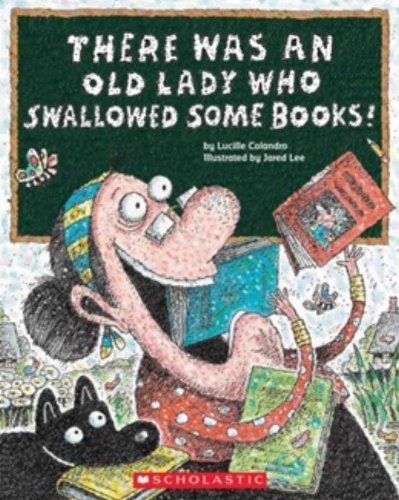 THERE WAS AN
OLD LADY WHO
SWALLOWED SOME BOOKS!
by Lucille Colandro
Illustrated by Jared Lee
SCHOLASTIC